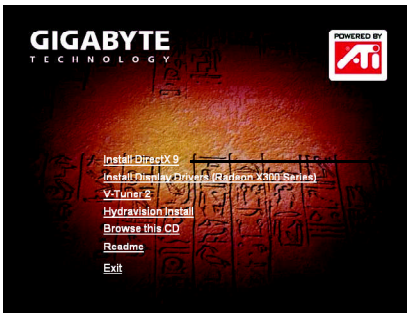 GIGABYTE
TECHNOLOGY
POWERED BY
ATI
Install DirectX 9
Install Display Drivers (Radeon X300 Series)
V-Tuner 2
Hydravision Install
Browse this CD
Readme
Exit